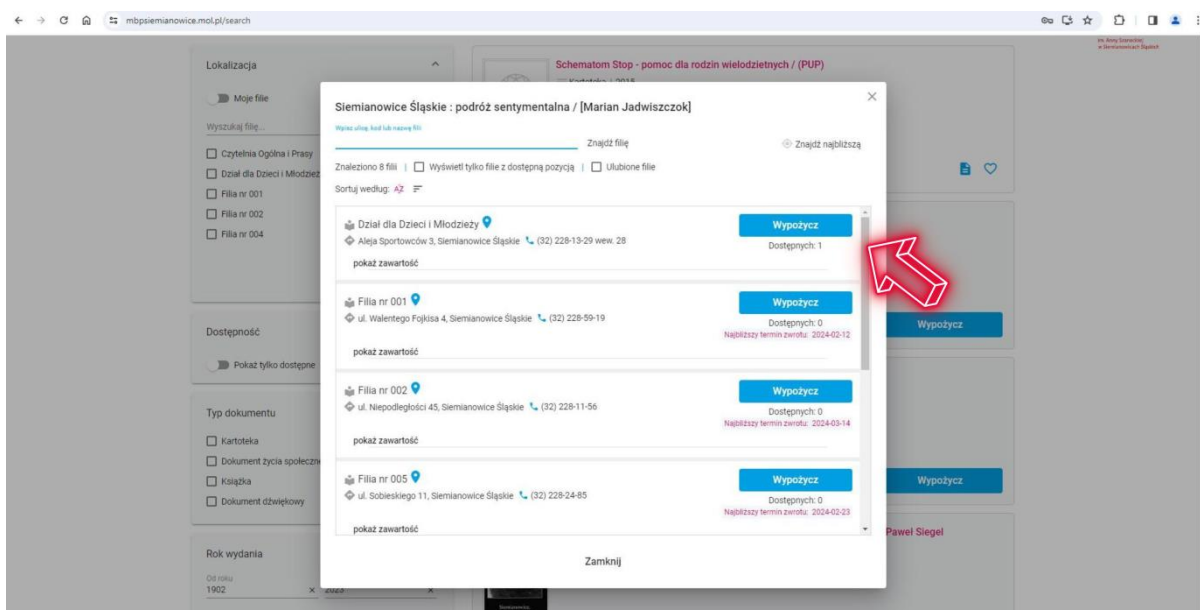 mbpsiemianowice.mol.pl/search
im. Anny Szaneckiej
w Siemianowicach Śląskich
Lokalizacja
Moje filie
Wyszukaj filię...
Czytelnia Ogólna i Prasy
Dział dla Dzieci i Młodzież
Filia nr 001
Filia nr 002
Filia nr 004
Dostępność
Pokaż tylko dostępne
Typ dokumentu
Kartoteka
Dokument życia społeczn
Książka
Dokument dźwiękowy
Rok wydania
Od roku
1902
2023
Schematom Stop - pomoc dla rodzin wielodzietnych / (PUP)
Kartoteka | 2015
Siemianowice Śląskie : podróż sentymentalna / [Marian Jadwiszczok]
Wpisz ulicę, kod lub nazwę filii
Znajdź filię
Znajdź najbliższą
Znaleziono 8 filii | Wyświetl tylko filie z dostępną pozycją | Ulubione filie
Sortuj według: AZ
Dział dla Dzieci i Młodzieży
Wypożycz
Aleja Sportowców 3, Siemianowice Śląskie (32) 228-13-29 wew. 28
Dostępnych: 1
pokaż zawartość
Filia nr 001
Wypożycz
ul. Walentego Fojkisa 4, Siemianowice Śląskie (32) 228-59-19
Dostępnych: 0
Najbliższy termin zwrotu: 2024-02-12
pokaż zawartość
Filia nr 002
Wypożycz
ul. Niepodległości 45, Siemianowice Śląskie (32) 228-11-56
Dostępnych: 0
Najbliższy termin zwrotu: 2024-03-14
pokaż zawartość
Filia nr 005
Wypożycz
ul. Sobieskiego 11, Siemianowice Śląskie (32) 228-24-85
Dostępnych: 0
Najbliższy termin zwrotu: 2024-02-23
pokaż zawartość
Zamknij
Wypożycz
Wypożycz
Paweł Siegel
Siemianowice